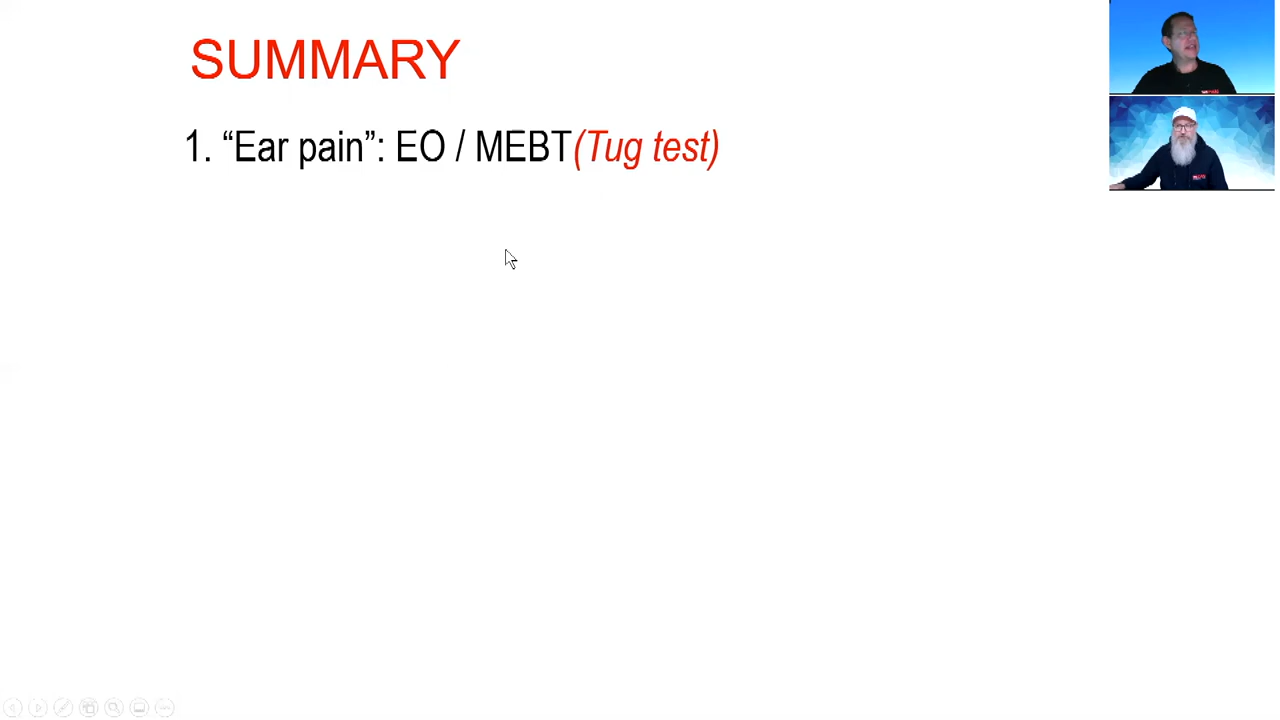 SUMMARY
1. “Ear pain”: EO / MEBT(Tug test)